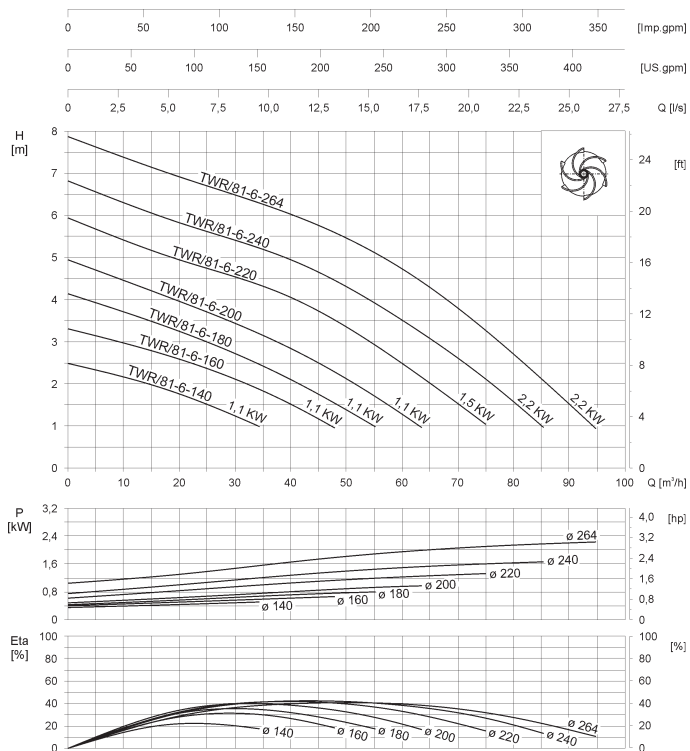 0 50 100 150 200 250 300 350 [Imp.gpm]
0 50 100 150 200 250 300 350 400 [US.gpm]
0 2,5 5,0 7,5 10,0 12,5 15,0 17,5 20,0 22,5 25,0 27,5 Q [l/s]
H
[m]
8
7
6
5
4
3
2
1
0
[ft]
24
20
16
12
8
4
0
TWR/81-6-264
TWR/81-6-240
TWR/81-6-220
TWR/81-6-200
TWR/81-6-180
TWR/81-6-160
TWR/81-6-140
1,1 KW
1,1 KW
1,1 KW
1,1 KW
1,5 KW
2,2 KW
2,2 KW
0 10 20 30 40 50 60 70 80 90 100 Q [m³/h]
P
[kW]
3,2
2,4
1,6
0,8
0
[hp]
4,0
3,2
2,4
1,6
0,8
0
ø 264
ø 240
ø 220
ø 200
ø 180
ø 160
ø 140
Eta
[%]
100
80
60
40
20
0
[%]
100
80
60
40
20
0
ø 140
ø 160
ø 180
ø 200
ø 220
ø 240
ø 264